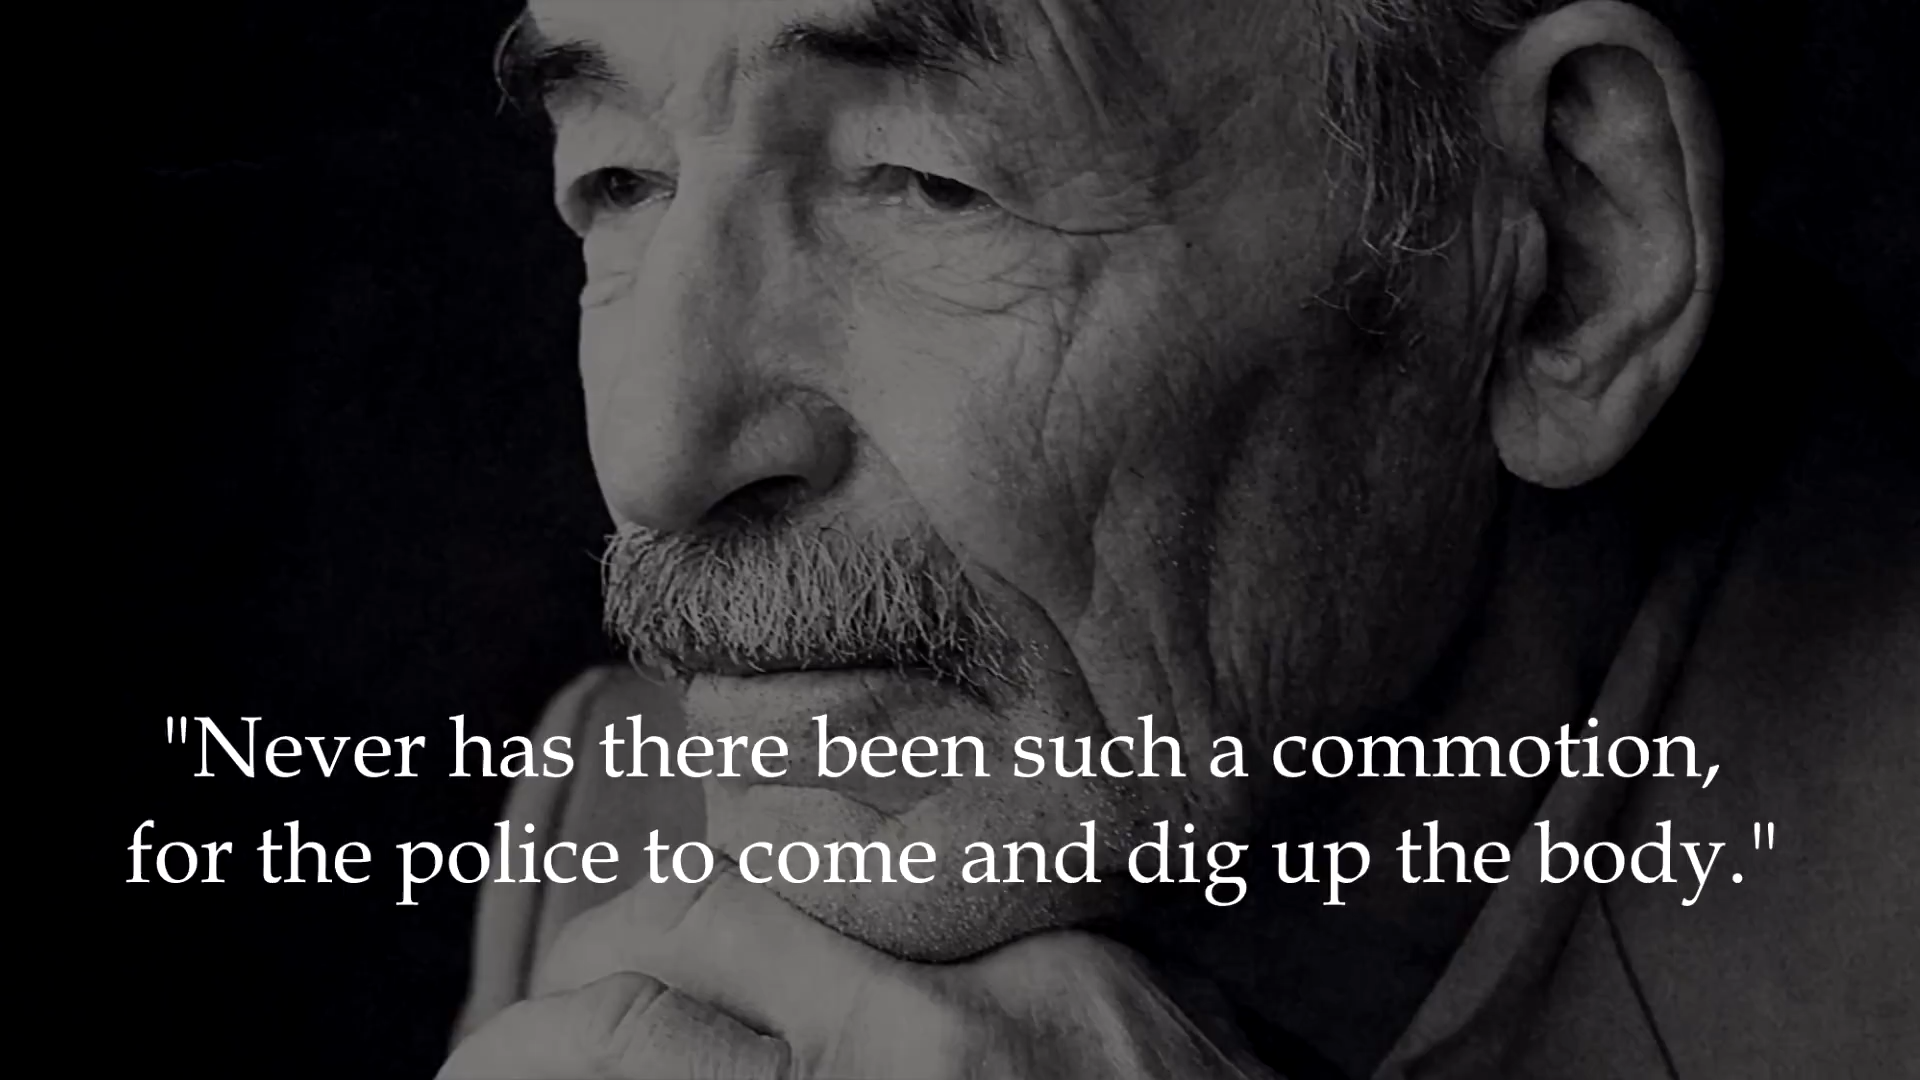 "Never has there been such a commotion,
for the police to come and dig up the body."